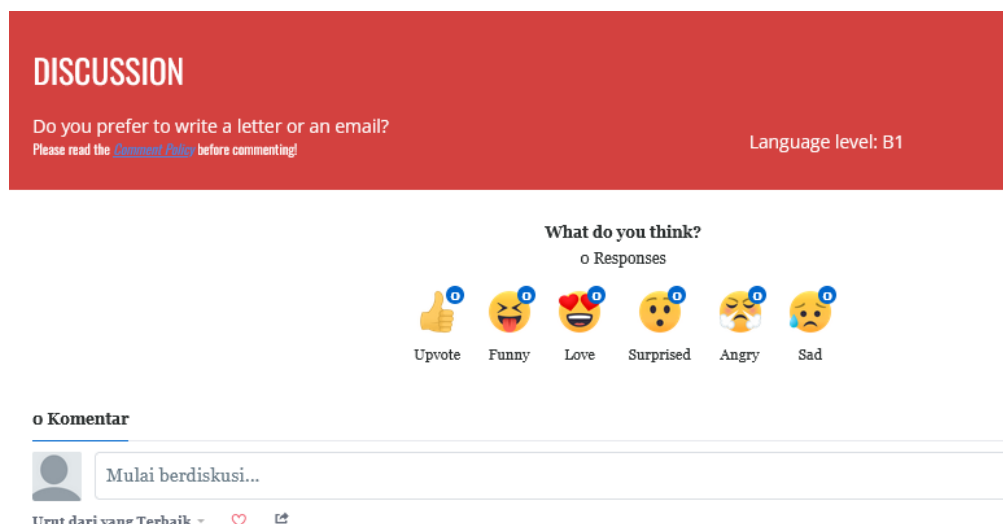 DISCUSSION
Do you prefer to write a letter or an email?
Please read the Comment Policy before commenting!
Language level: B1
What do you think?
0 Responses
0 0 0 0 0 0
Upvote Funny Love Surprised Angry Sad
0 Komentar
Mulai berdiskusi...
Urut dari yang Terbaik